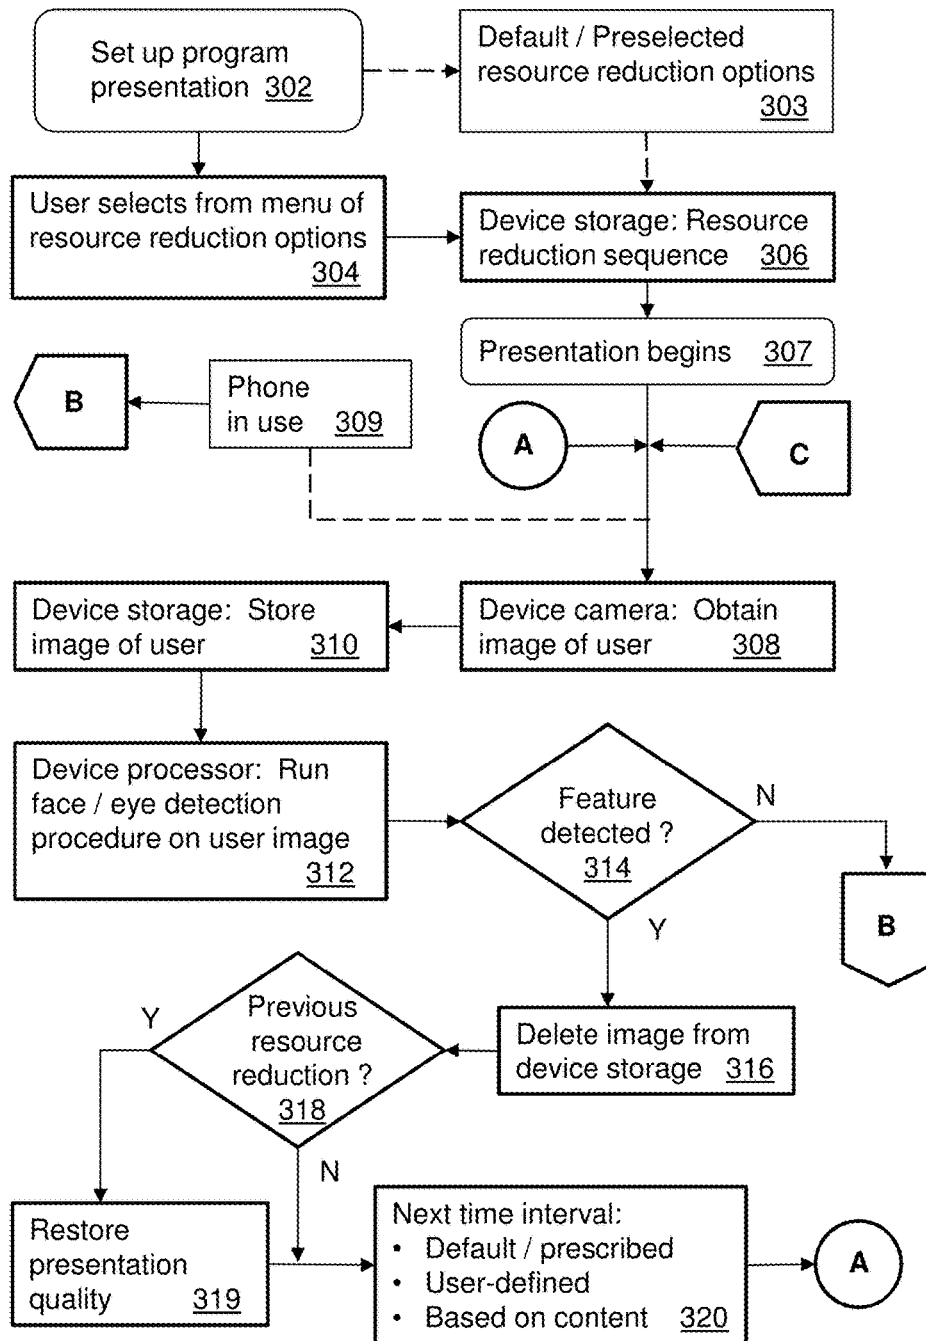 Set up program
presentation 302
Default / Preselected
resource reduction options
303
User selects from menu of
resource reduction options
304
Device storage: Resource
reduction sequence 306
Presentation begins 307
B
Phone
in use 309
A
C
Device storage: Store
image of user 310
Device camera: Obtain
image of user 308
Device processor: Run
face / eye detection
procedure on user image
312
Feature
detected ?
314
N
B
Y
Previous
resource
reduction ?
318
Y
Delete image from
device storage 316
N
Restore
presentation
quality 319
Next time interval:
• Default / prescribed
• User-defined
• Based on content 320
A